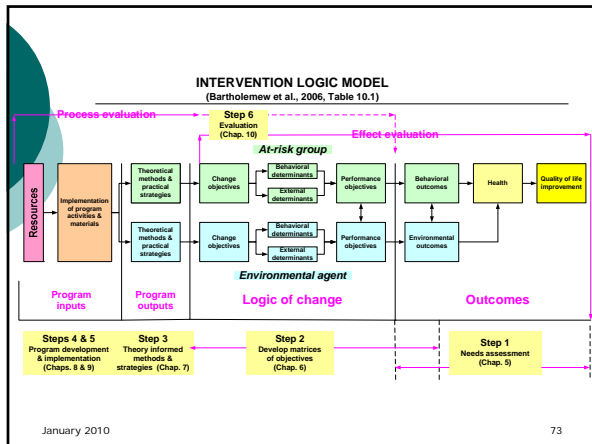 INTERVENTION LOGIC MODEL
(Bartholemew et al., 2006, Table 10.1)
Process evaluation
Step 6
Evaluation
(Chap. 10)
Effect evaluation
At-risk group
Resources
Implementation
of program
activities &
materials
Theoretical
methods &
practical
strategies
Change
objectives
Behavioral
determinants
External
determinants
Performance
objectives
Behavioral
outcomes
Health
Quality of life
improvement
Theoretical
methods &
practical
strategies
Change
objectives
Behavioral
determinants
External
determinants
Performance
objectives
Environmental
outcomes
Environmental agent
Program
inputs
Program
outputs
Logic of change
Outcomes
Steps 4 & 5
Program development
& implementation
(Chaps. 8 & 9)
Step 3
Theory informed
methods &
strategies (Chap. 7)
Step 2
Develop matrices
of objectives
(Chap. 6)
Step 1
Needs assessment
(Chap. 5)
January 2010
73